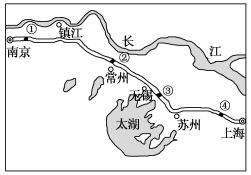 ①
镇江
长
江
南京
②
常州
③
无锡
④
太湖
苏州
上海